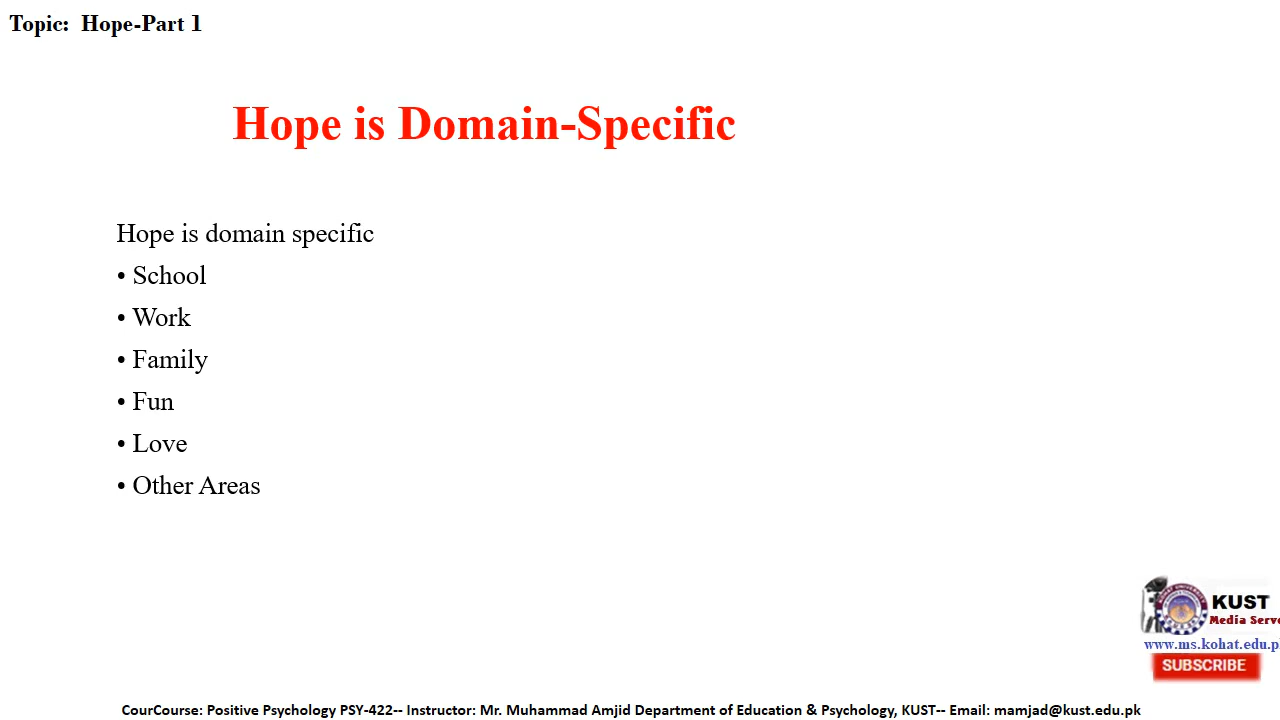 Topic:  Hope-Part 1
Hope is Domain-Specific
Hope is domain specific
• School
• Work
• Family
• Fun
• Love
• Other Areas
KUST
Media Serve
www.ms.kohat.edu.p
SUBSCRIBE
CourCourse: Positive Psychology PSY-422-- Instructor: Mr. Muhammad Amjid Department of Education & Psychology, KUST-- Email: mamjad@kust.edu.pk